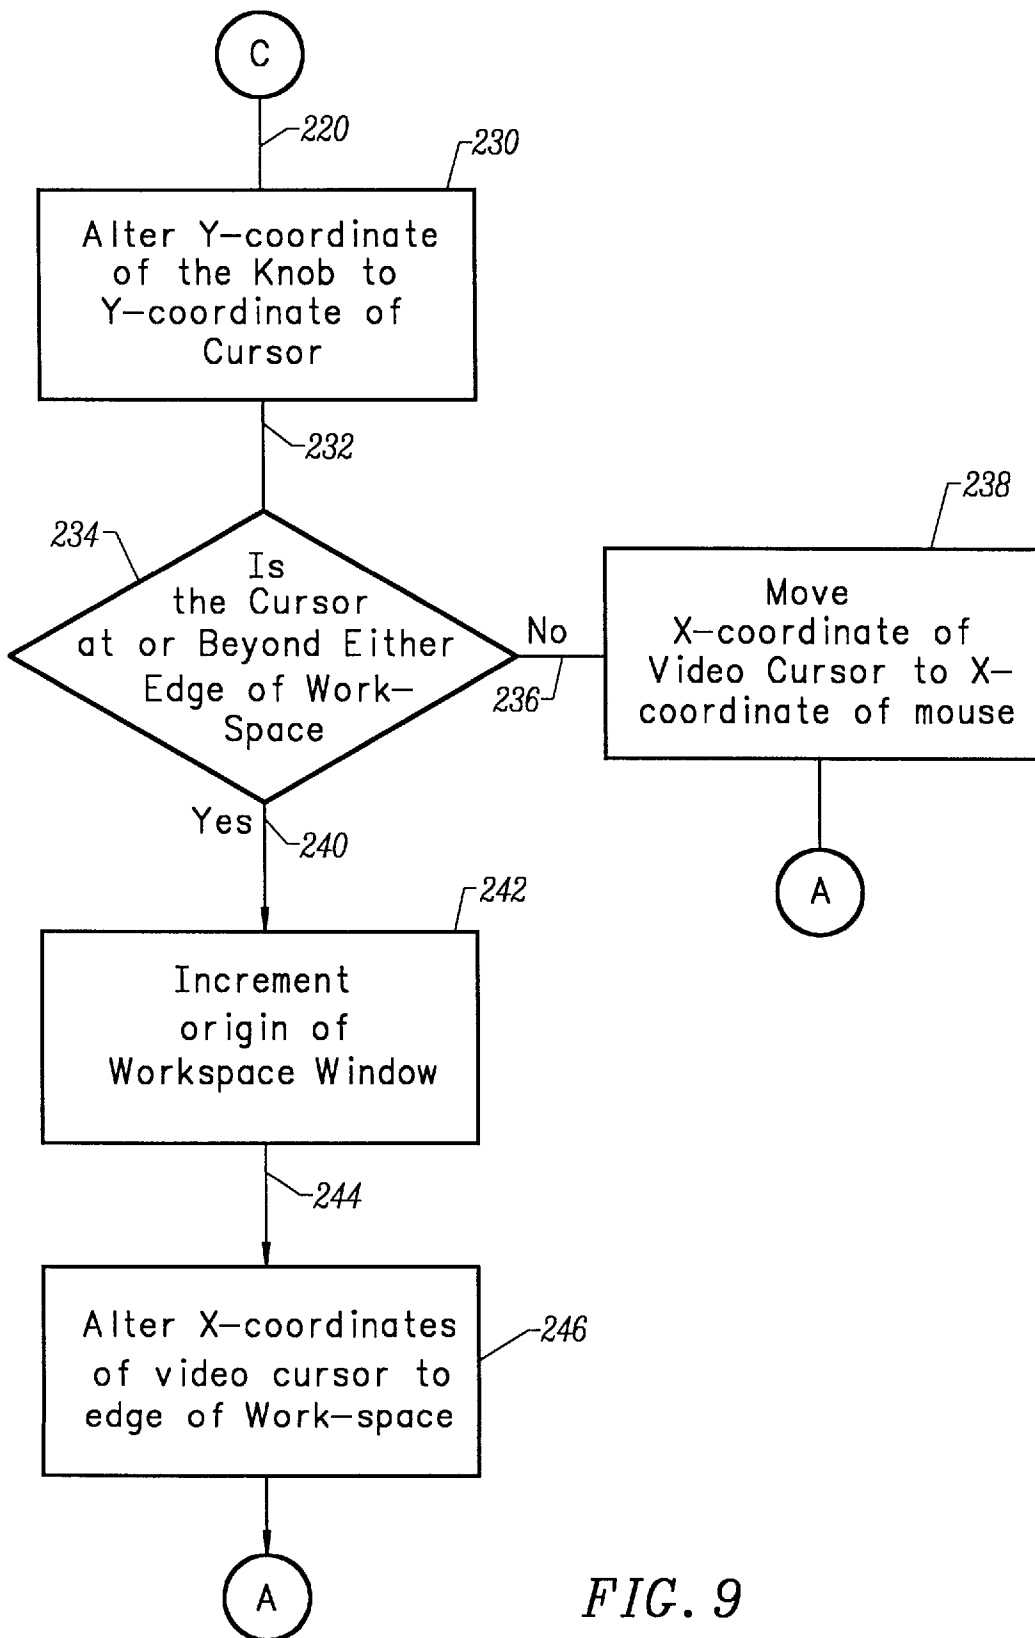 C
220
230
Alter Y-coordinate
of the Knob to
Y-coordinate of
Cursor
232
234
Is
the Cursor
at or Beyond Either
Edge of Work-
Space
No
236
238
Move
X-coordinate of
Video Cursor to X-
coordinate of mouse
A
Yes
240
242
Increment
origin of
Workspace Window
244
Alter X-coordinates
of video cursor to
edge of Work-space
246
A
FIG. 9